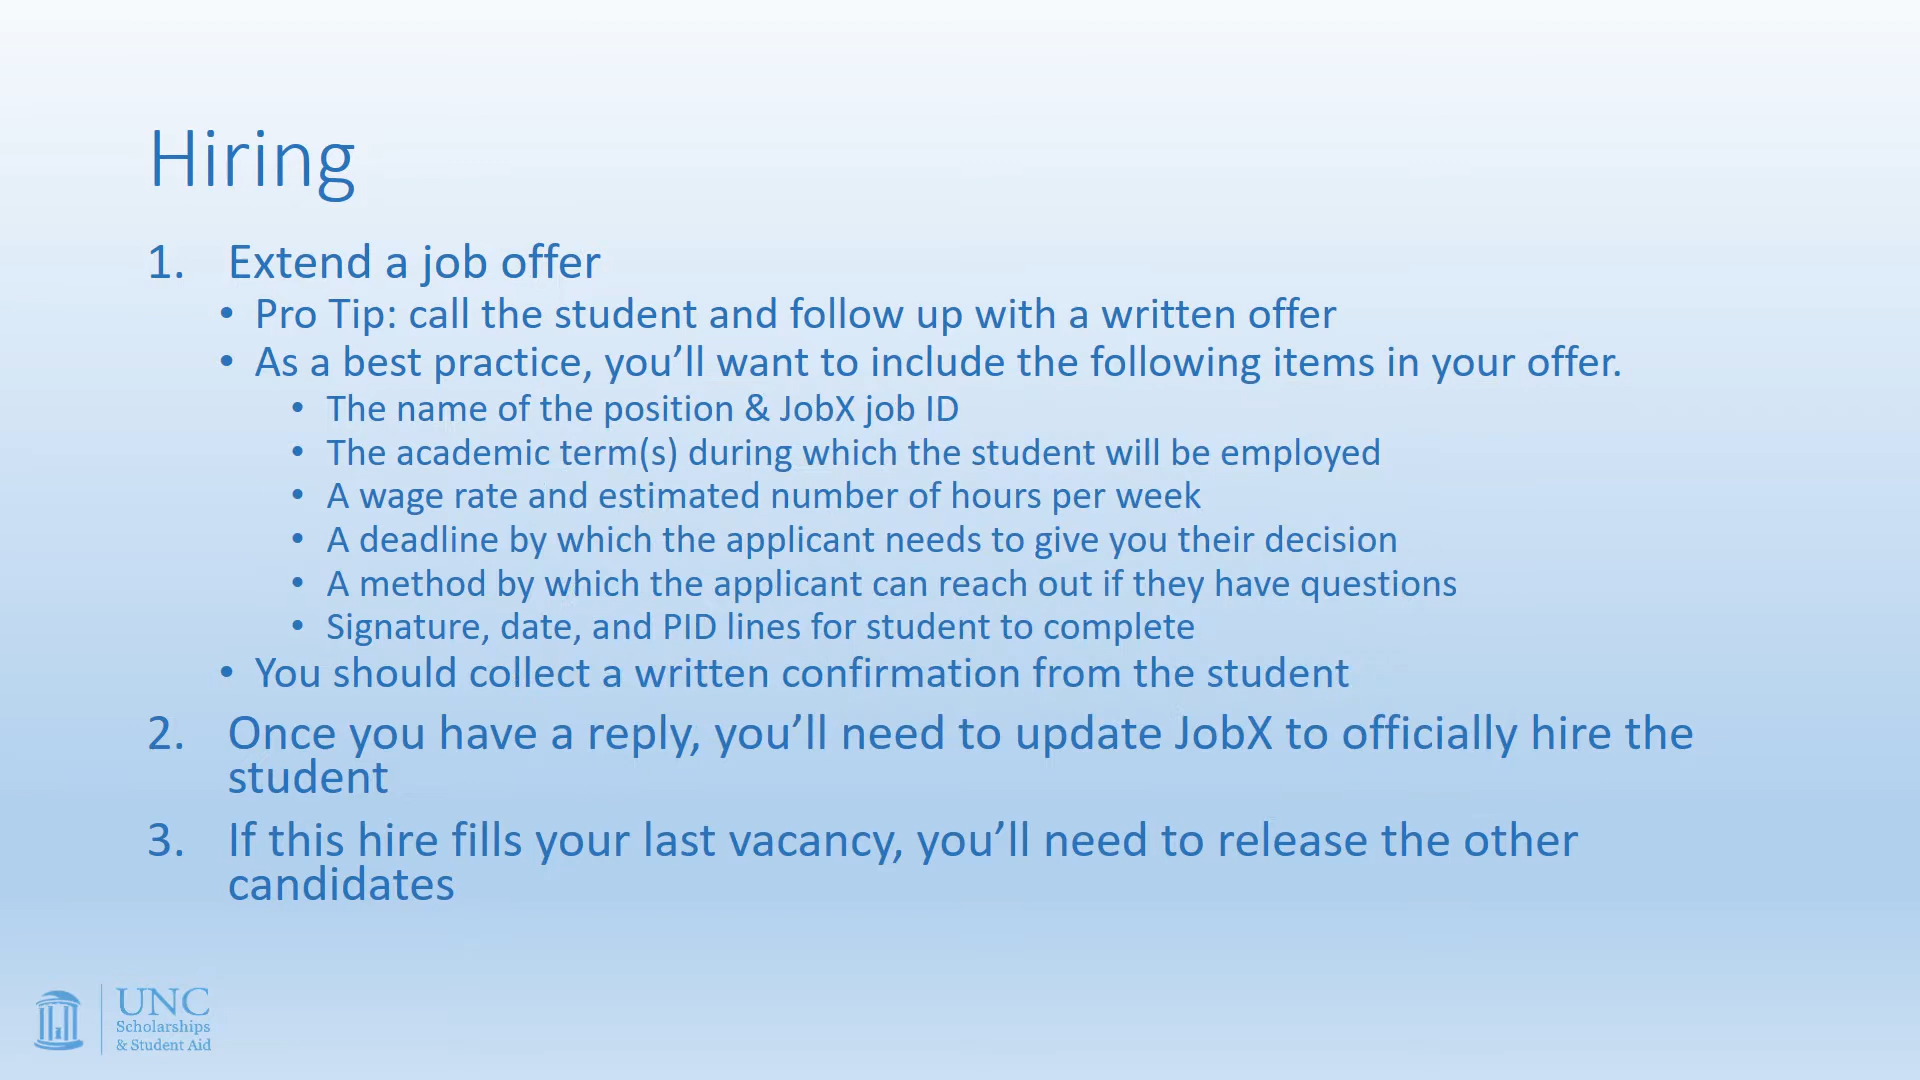 Hiring
1. Extend a job offer
• Pro Tip: call the student and follow up with a written offer
• As a best practice, you’ll want to include the following items in your offer.
• The name of the position & JobX job ID
• The academic term(s) during which the student will be employed
• A wage rate and estimated number of hours per week
• A deadline by which the applicant needs to give you their decision
• A method by which the applicant can reach out if they have questions
• Signature, date, and PID lines for student to complete
• You should collect a written confirmation from the student
2. Once you have a reply, you’ll need to update JobX to officially hire the
student
3. If this hire fills your last vacancy, you’ll need to release the other
candidates
UNC
Scholarships
& Student Aid